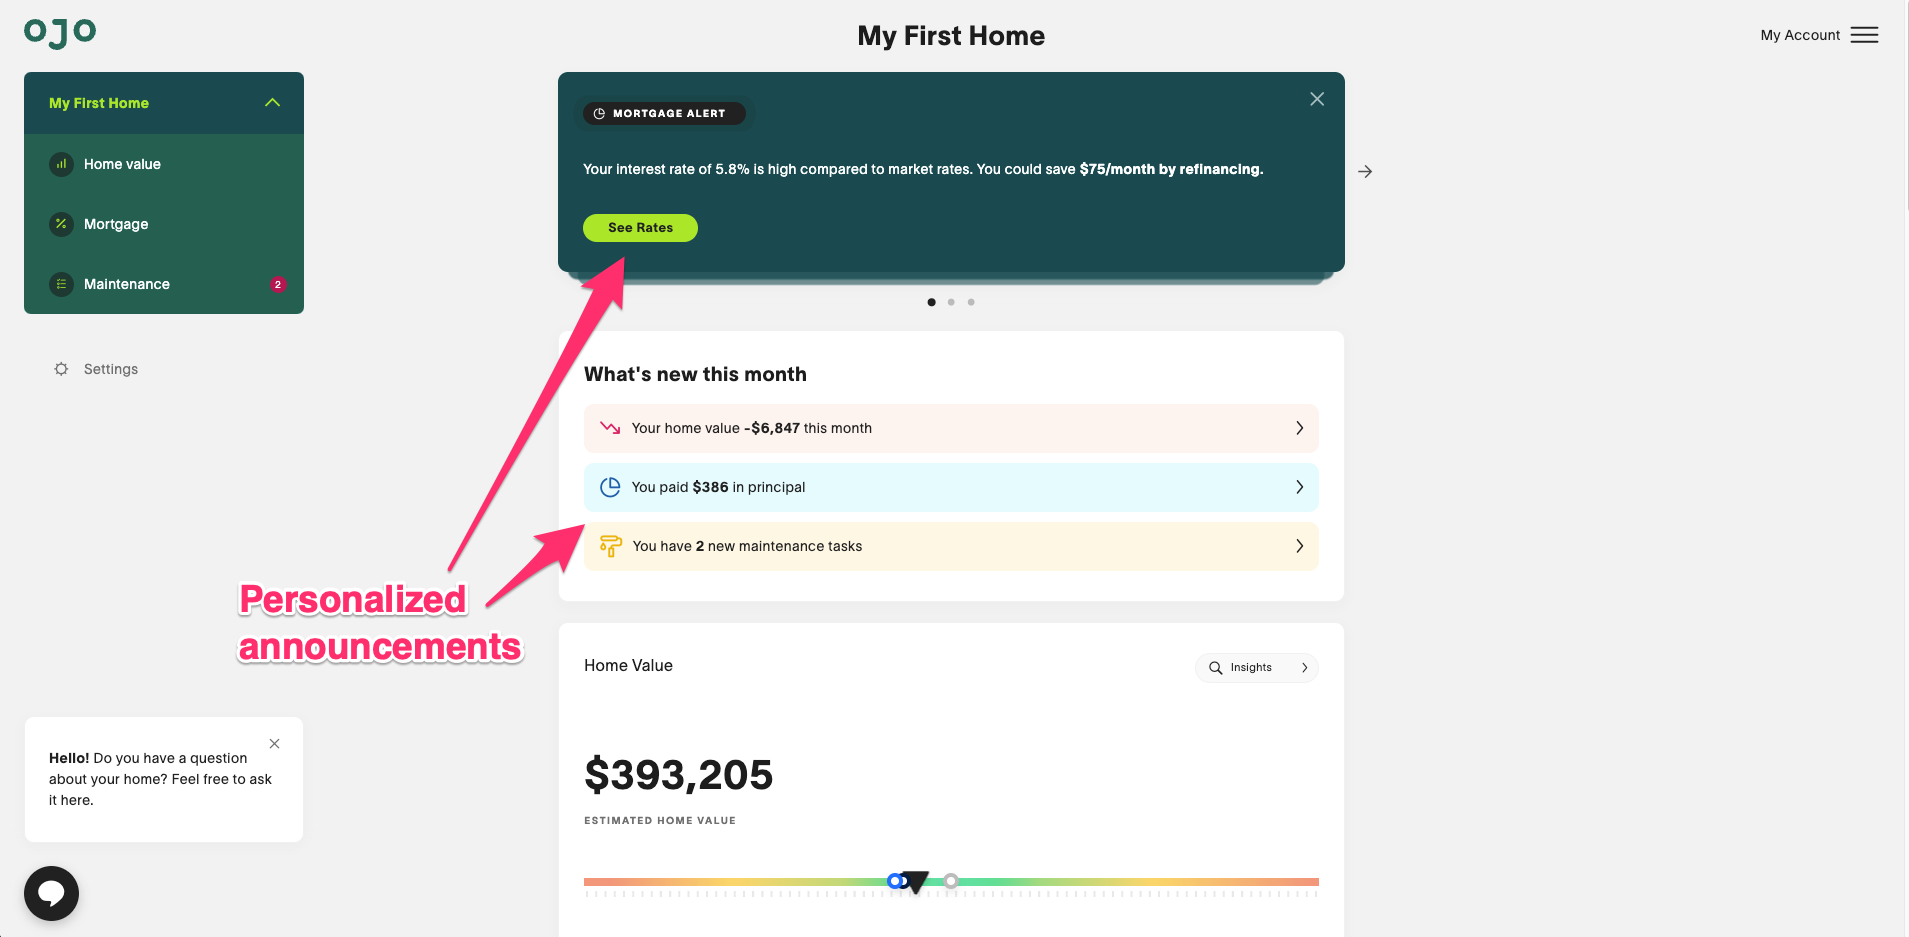 ojo
My First Home
My Account
My First Home
Home value
Mortgage
Maintenance
2
Settings
MORTGAGE ALERT
Your interest rate of 5.8% is high compared to market rates. You could save $75/month by refinancing.
See Rates
What's new this month
Your home value -$6,847 this month
You paid $386 in principal
You have 2 new maintenance tasks
Personalized
announcements
Home Value
Insights
$393,205
ESTIMATED HOME VALUE
Hello! Do you have a question
about your home? Feel free to ask
it here.